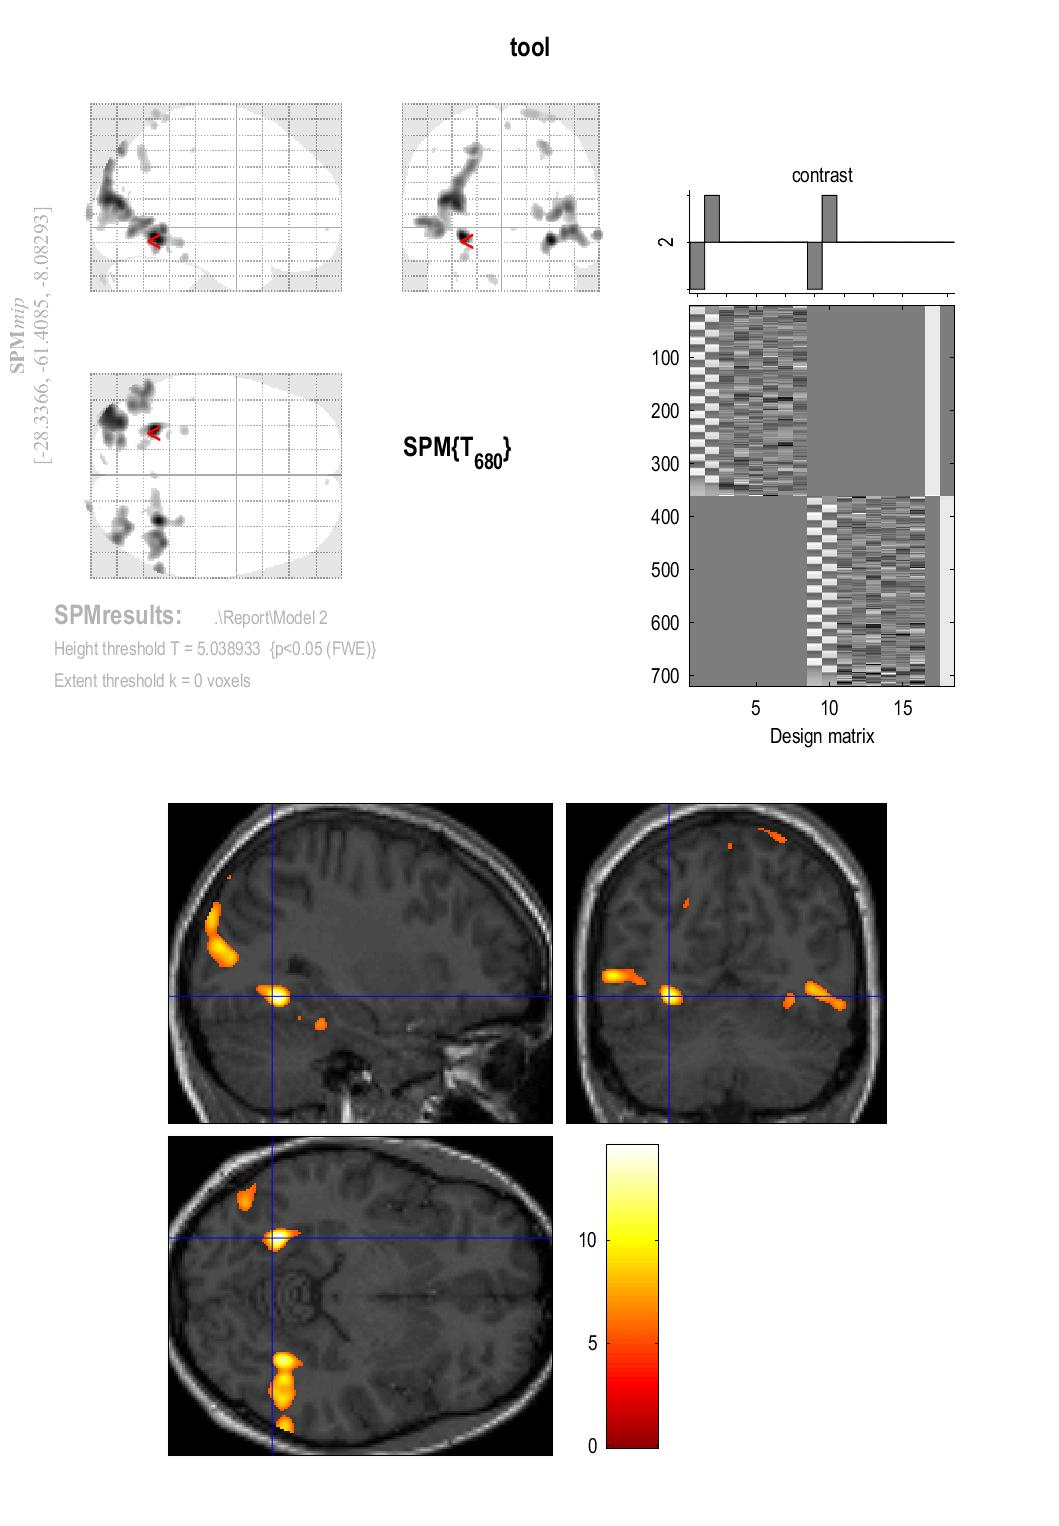 tool
SPMmip
[-28.3366, -61.4085, -8.08293]
<
<
<
SPM{T680}
contrast
2
100
200
300
400
500
600
700
5 10 15
Design matrix
SPMresults: .\Report\Model 2
Height threshold T = 5.038933 {p<0.05 (FWE)}
Extent threshold k = 0 voxels
10
5
0